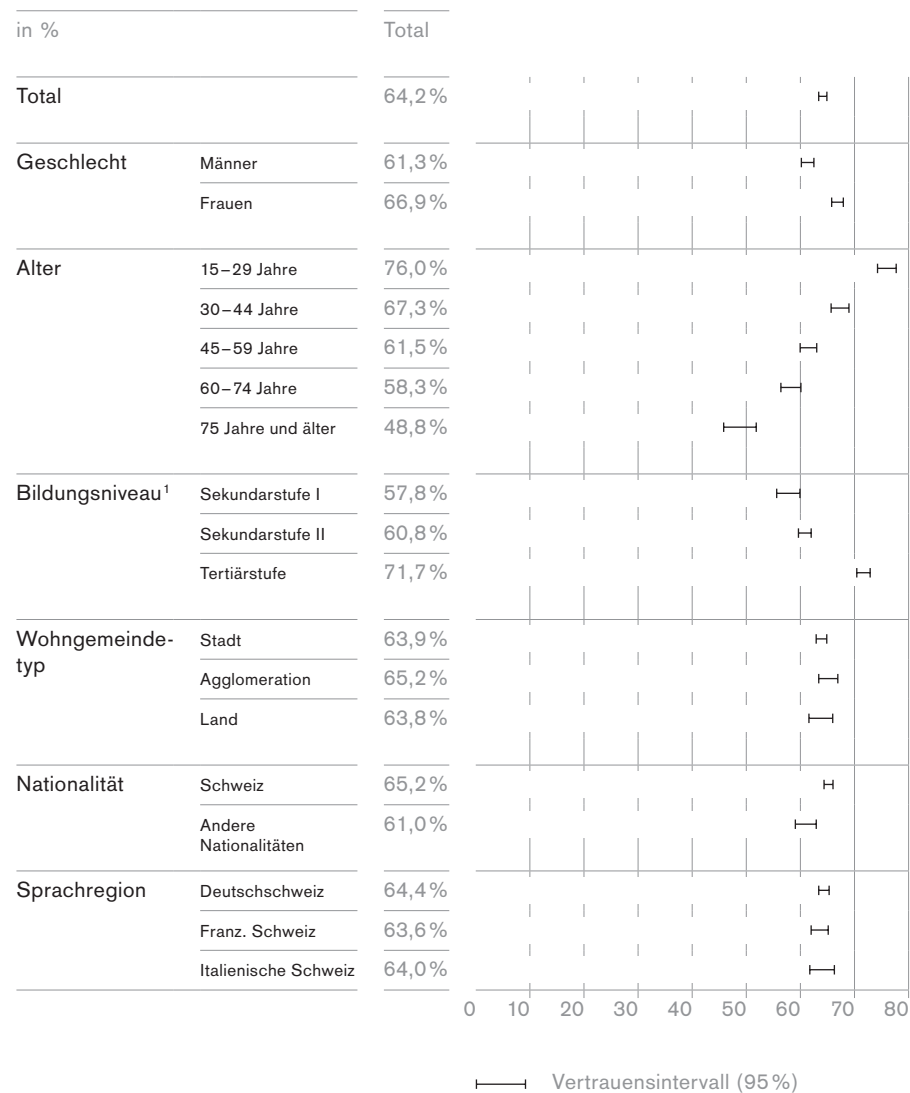 in % Total
Total 64,2 %
Geschlecht Männer 61,3 %
Frauen 66,9 %
Alter 15–29 Jahre 76,0 %
30–44 Jahre 67,3 %
45–59 Jahre 61,5 %
60–74 Jahre 58,3 %
75 Jahre und älter 48,8 %
Bildungsniveau¹ Sekundarstufe I 57,8 %
Sekundarstufe II 60,8 %
Tertiärstufe 71,7 %
Wohngemeinde- Stadt 63,9 %
typ
Agglomeration 65,2 %
Land 63,8 %
Nationalität Schweiz 65,2 %
Andere 61,0 %
Nationalitäten
Sprachregion Deutschschweiz 64,4 %
Franz. Schweiz 63,6 %
Italienische Schweiz 64,0 %
0 10 20 30 40 50 60 70 80
Vertrauensintervall (95 %)